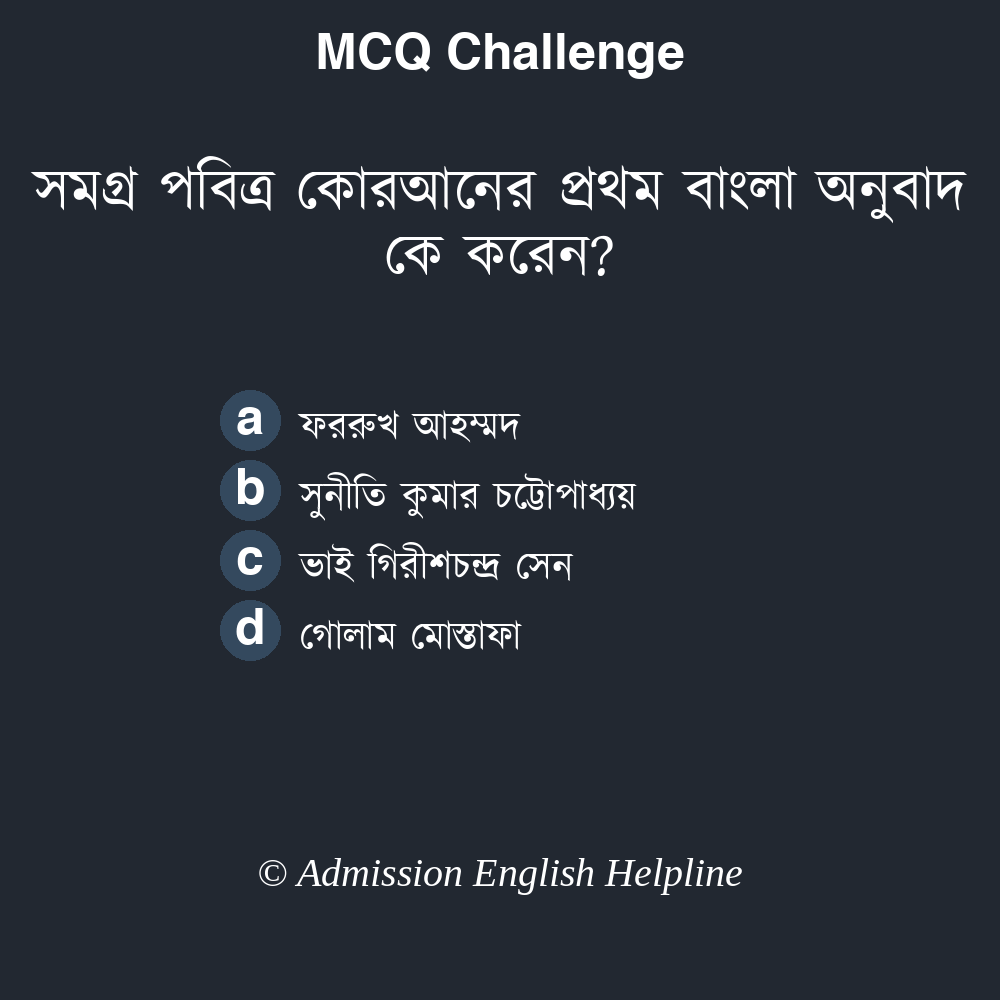 MCQ Challenge
সমগ্র পবিত্র কোরআনের প্রথম বাংলা অনুবাদ
কে করেন?
a ফররুখ আহম্মদ
b সুনীতি কুমার চট্টোপাধ্যয়
c ভাই গিরীশচন্দ্র সেন
d গোলাম মোস্তাফা
© Admission English Helpline